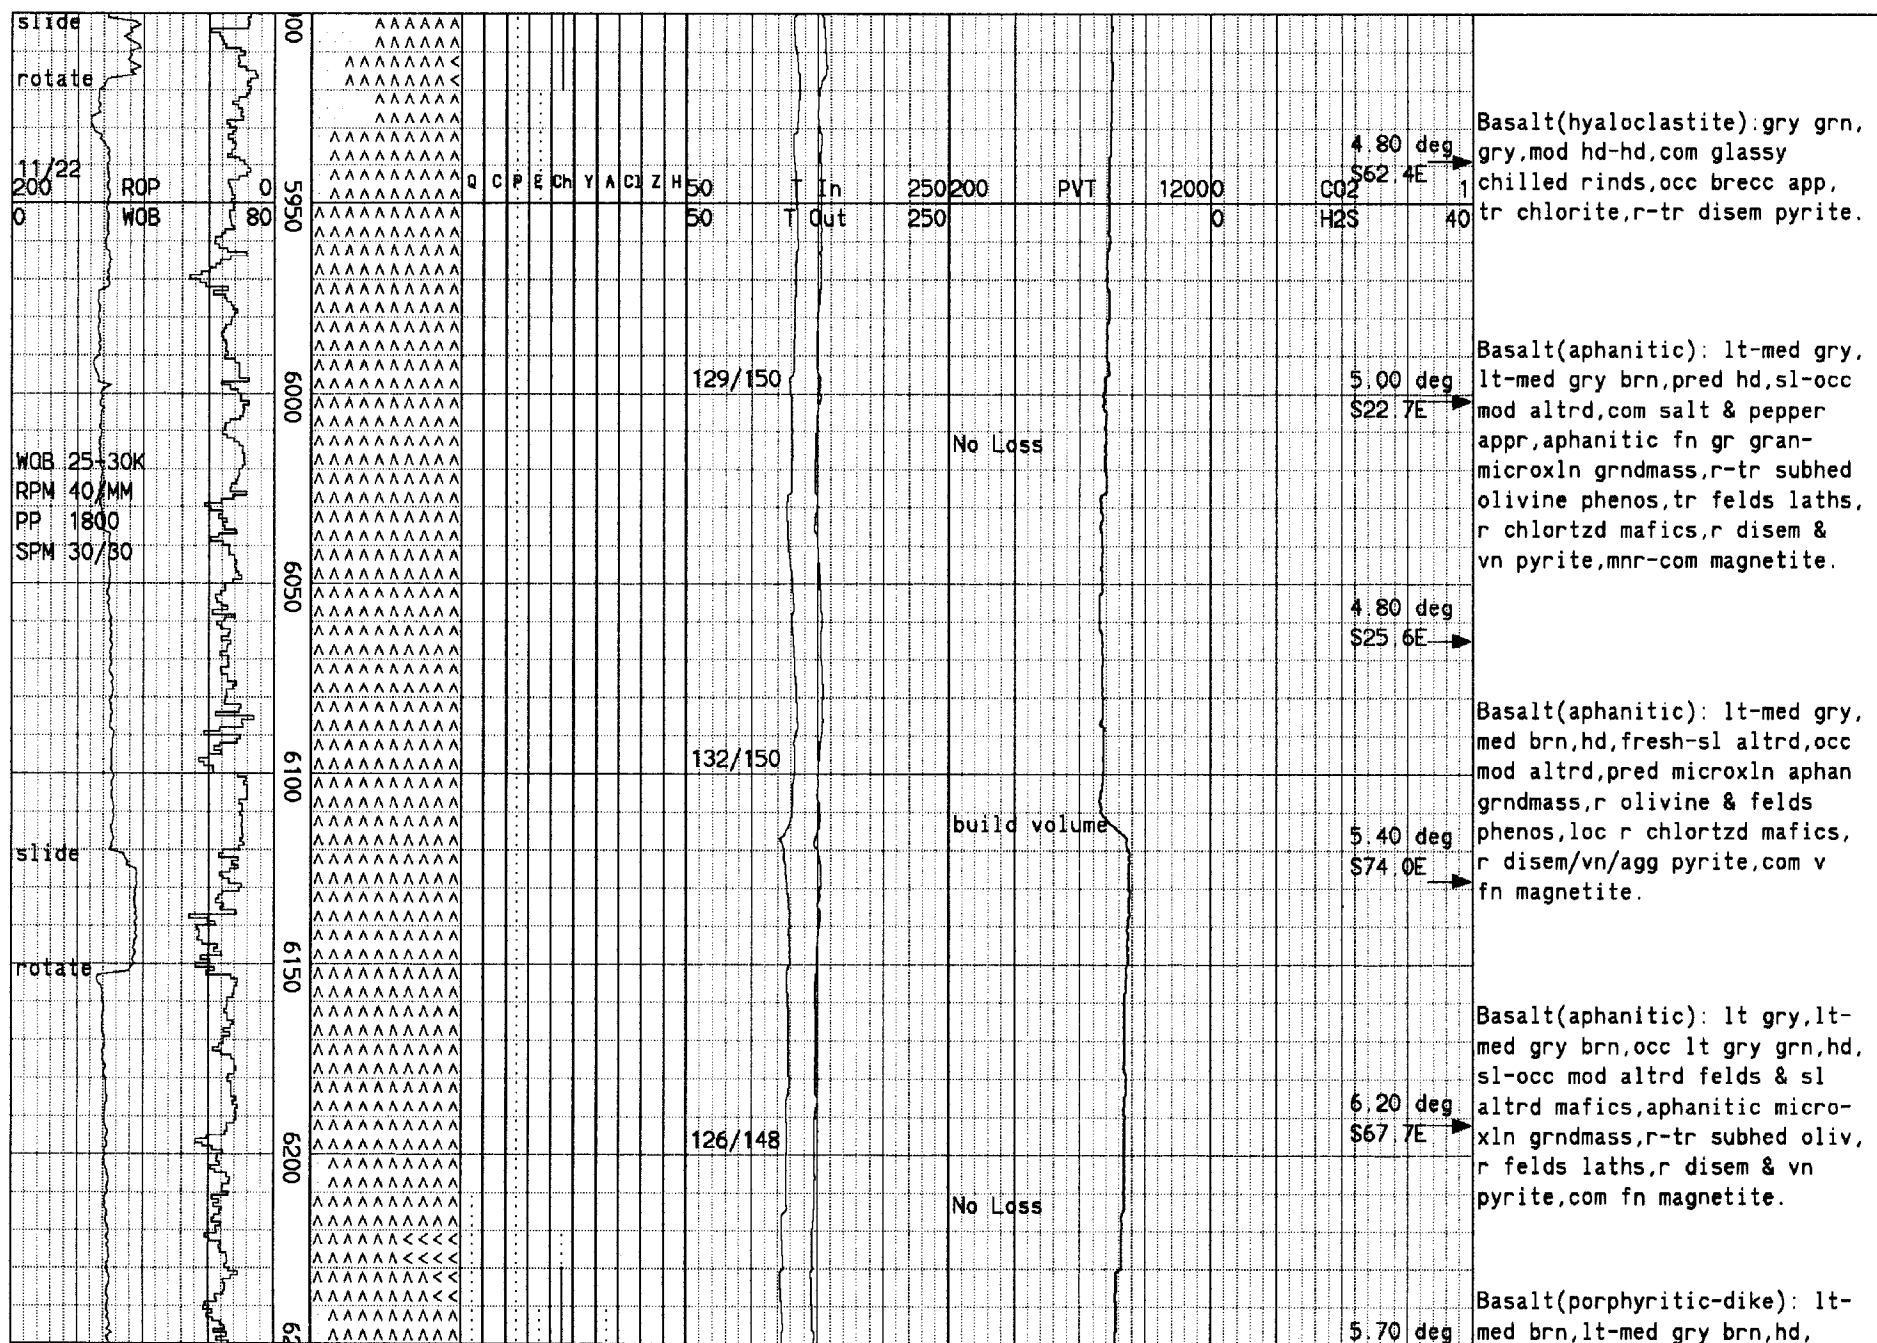 slide
rotate
11/22
200 ROP 0
0 WOB 80
WOB 25-30K
RPM 40/MM
PP 1800
SPM 30/30
slide
rotate
5950
6000
6050
6100
6150
6200
Q C P E Ch Y A Cl Z H
50 T In 250
50 T Out 250
129/150
132/150
126/148
200 PVT 1200
No Loss
build volume
No Loss
0 CO2 1
0 H2S 40
4.80 deg
S62.4E
5.00 deg
S22.7E
4.80 deg
S25.6E
5.40 deg
S74.0E
6.20 deg
S67.7E
5.70 deg
Basalt(hyaloclastite):gry grn,
gry,mod hd-hd,com glassy
chilled rinds,occ brecc app,
tr chlorite,r-tr disem pyrite.
Basalt(aphanitic): lt-med gry,
lt-med gry brn,pred hd,sl-occ
mod altrd,com salt & pepper
appr,aphanitic fn gr gran-
microxln grndmass,r-tr subhed
olivine phenos,tr felds laths,
r chlortzd mafics,r disem &
vn pyrite,mnr-com magnetite.
Basalt(aphanitic): lt-med gry,
med brn,hd,fresh-sl altrd,occ
mod altrd,pred microxln aphan
grndmass,r olivine & felds
phenos,loc r chlortzd mafics,
r disem/vn/agg pyrite,com v
fn magnetite.
Basalt(aphanitic): lt gry,lt-
med gry brn,occ lt gry grn,hd,
sl-occ mod altrd felds & sl
altrd mafics,aphanitic micro-
xln grndmass,r-tr subhed oliv,
r felds laths,r disem & vn
pyrite,com fn magnetite.
Basalt(porphyritic-dike): lt-
med brn,lt-med gry brn,hd,